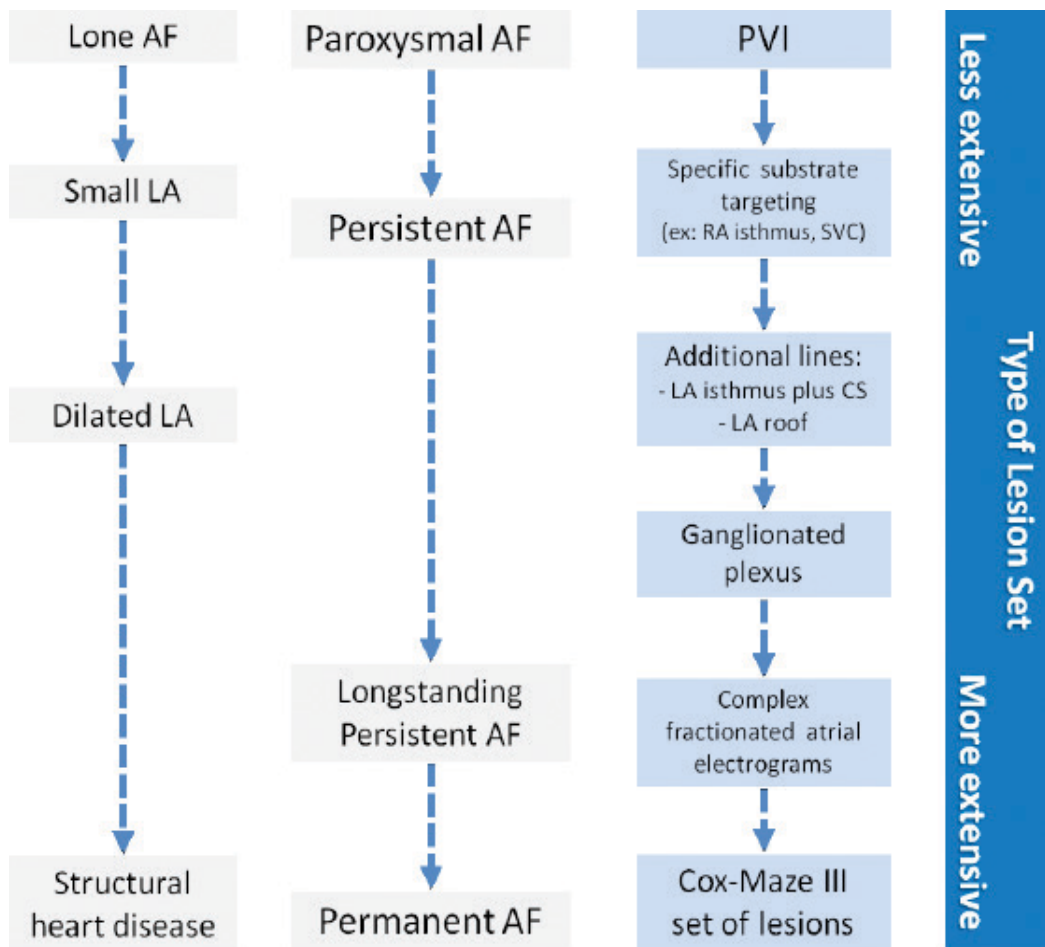 Lone AF
Small LA
Dilated LA
Structural
heart disease
Paroxysmal AF
Persistent AF
Longstanding
Persistent AF
Permanent AF
PVI
Specific substrate
targeting
(ex: RA isthmus, SVC)
Additional lines:
- LA isthmus plus CS
- LA roof
Ganglionated
plexus
Complex
fractionated atrial
electrograms
Cox-Maze III
set of lesions
Less extensive
Type of Lesion Set
More extensive